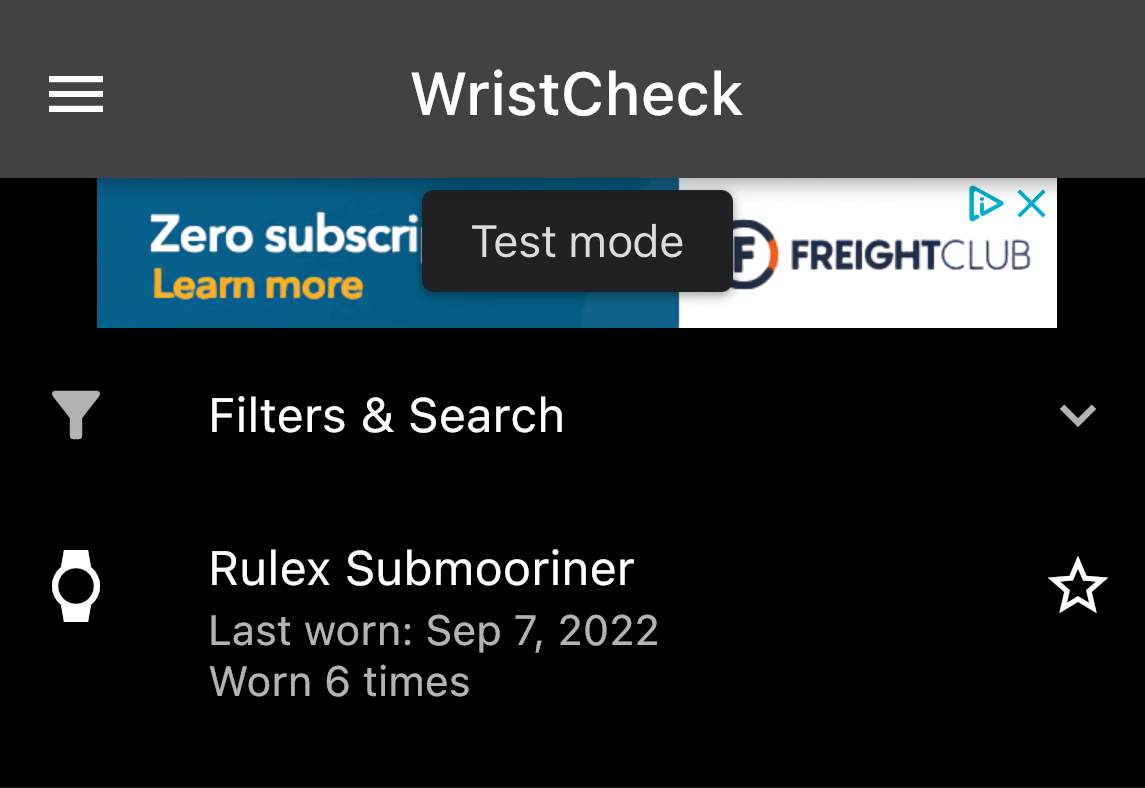 WristCheck
Zero subscri
Test mode
FREIGHTCLUB
Learn more
Filters & Search
Rulex Submooriner
Last worn: Sep 7, 2022
Worn 6 times